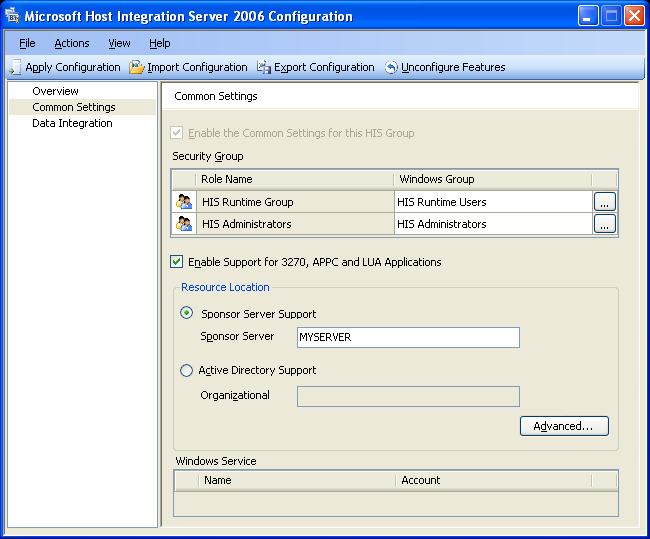 Microsoft Host Integration Server 2006 Configuration
File Actions View Help
Apply Configuration Import Configuration Export Configuration Unconfigure Features
Overview
Common Settings
Data Integration
Common Settings
Enable the Common Settings for this HIS Group
Security Group
Role Name Windows Group
HIS Runtime Group HIS Runtime Users ...
HIS Administrators HIS Administrators ...
Enable Support for 3270, APPC and LUA Applications
Resource Location
Sponsor Server Support
Sponsor Server MYSERVER
Active Directory Support
Organizational
Advanced...
Windows Service
Name Account